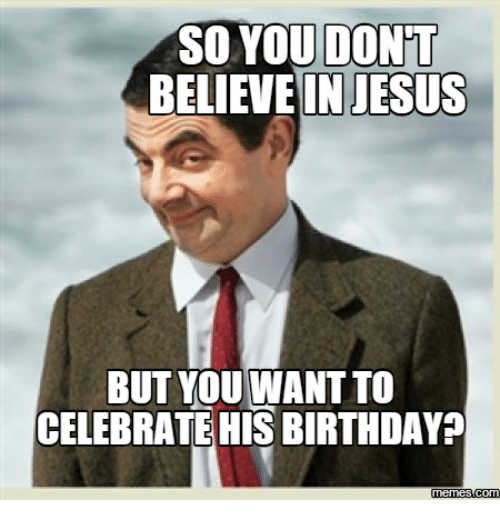 SO YOU DON'T
BELIEVE IN JESUS
BUT YOU WANT TO
CELEBRATE HIS BIRTHDAY?
memes.com